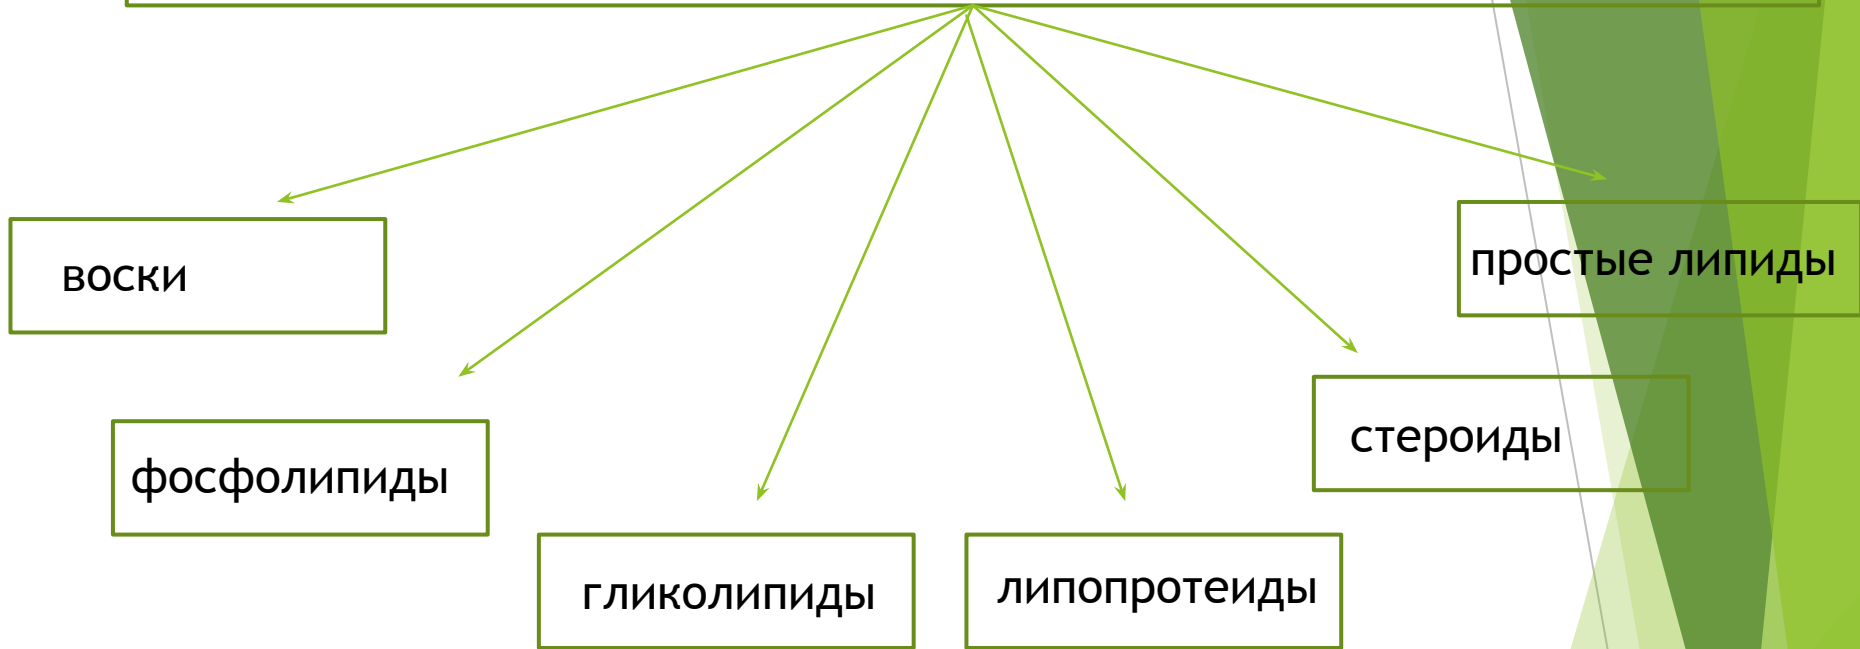 воски
простые липиды
фосфолипиды
стероиды
гликолипиды
липопротеиды